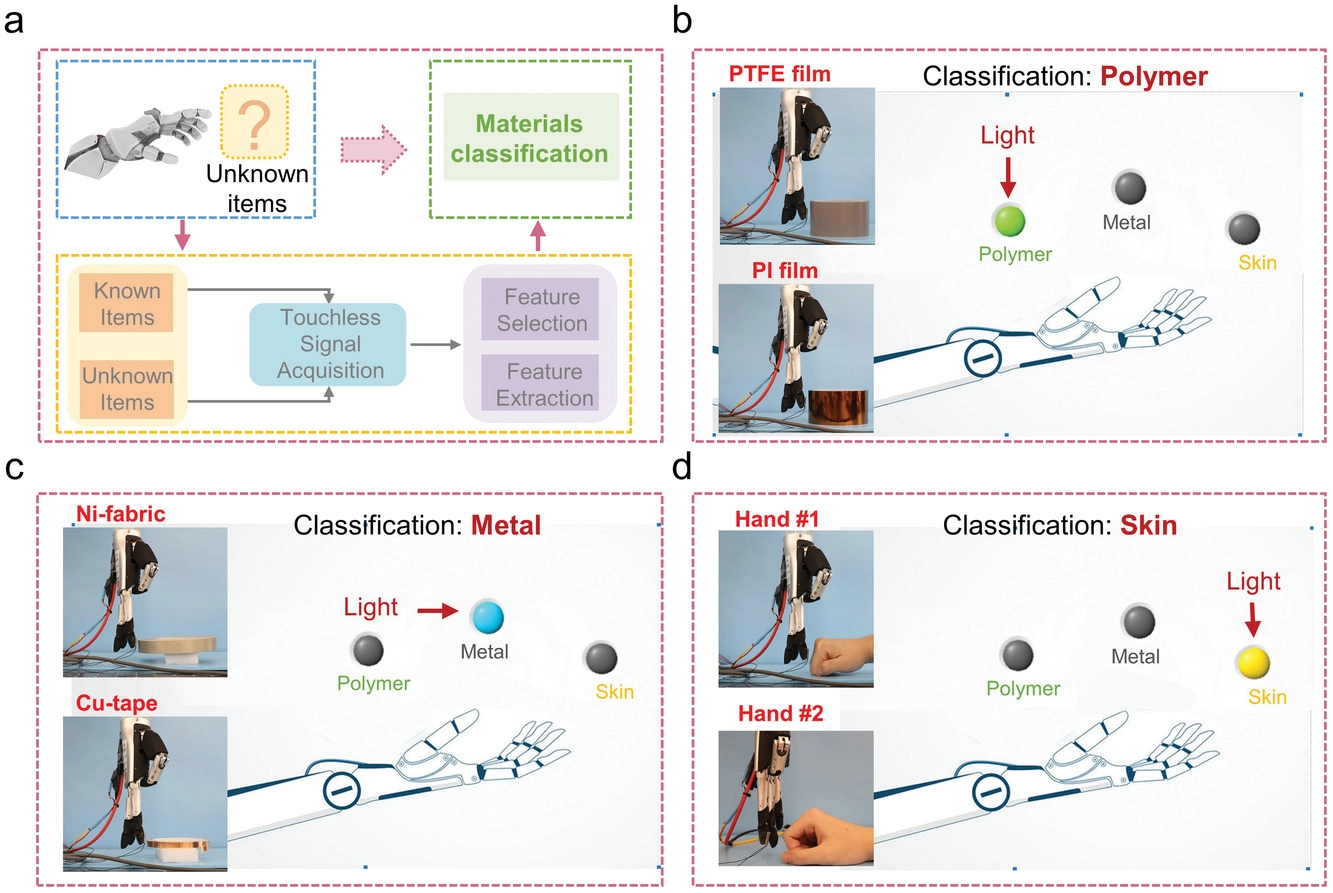 a
?
Unknown
items
Materials
classification
Known
Items
Unknown
Items
Touchless
Signal
Acquisition
Feature
Selection
Feature
Extraction
b
PTFE film
Classification: Polymer
Light
Polymer
Metal
Skin
PI film
c
Ni-fabric
Classification: Metal
Light
Polymer
Metal
Skin
Cu-tape
d
Hand #1
Classification: Skin
Light
Polymer
Metal
Skin
Hand #2